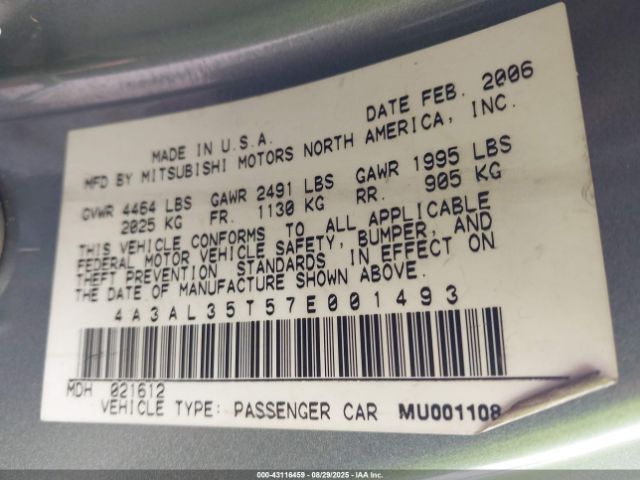 MADE IN U.S.A. DATE FEB. 2006
MFD BY MITSUBISHI MOTORS NORTH AMERICA, INC.
GVWR 4464 LBS GAWR 2491 LBS GAWR 1995 LBS
2025 KG FR. 1130 KG RR. 905 KG
THIS VEHICLE CONFORMS TO ALL APPLICABLE
FEDERAL MOTOR VEHICLE SAFETY, BUMPER, AND
THEFT PREVENTION STANDARDS IN EFFECT ON
THE DATE OF MANUFACTURE SHOWN ABOVE.
4A3AL35T57E001493
MDH 021612
VEHICLE TYPE: PASSENGER CAR MU001108
000-43116459 - 08/29/2025 - IAA Inc.